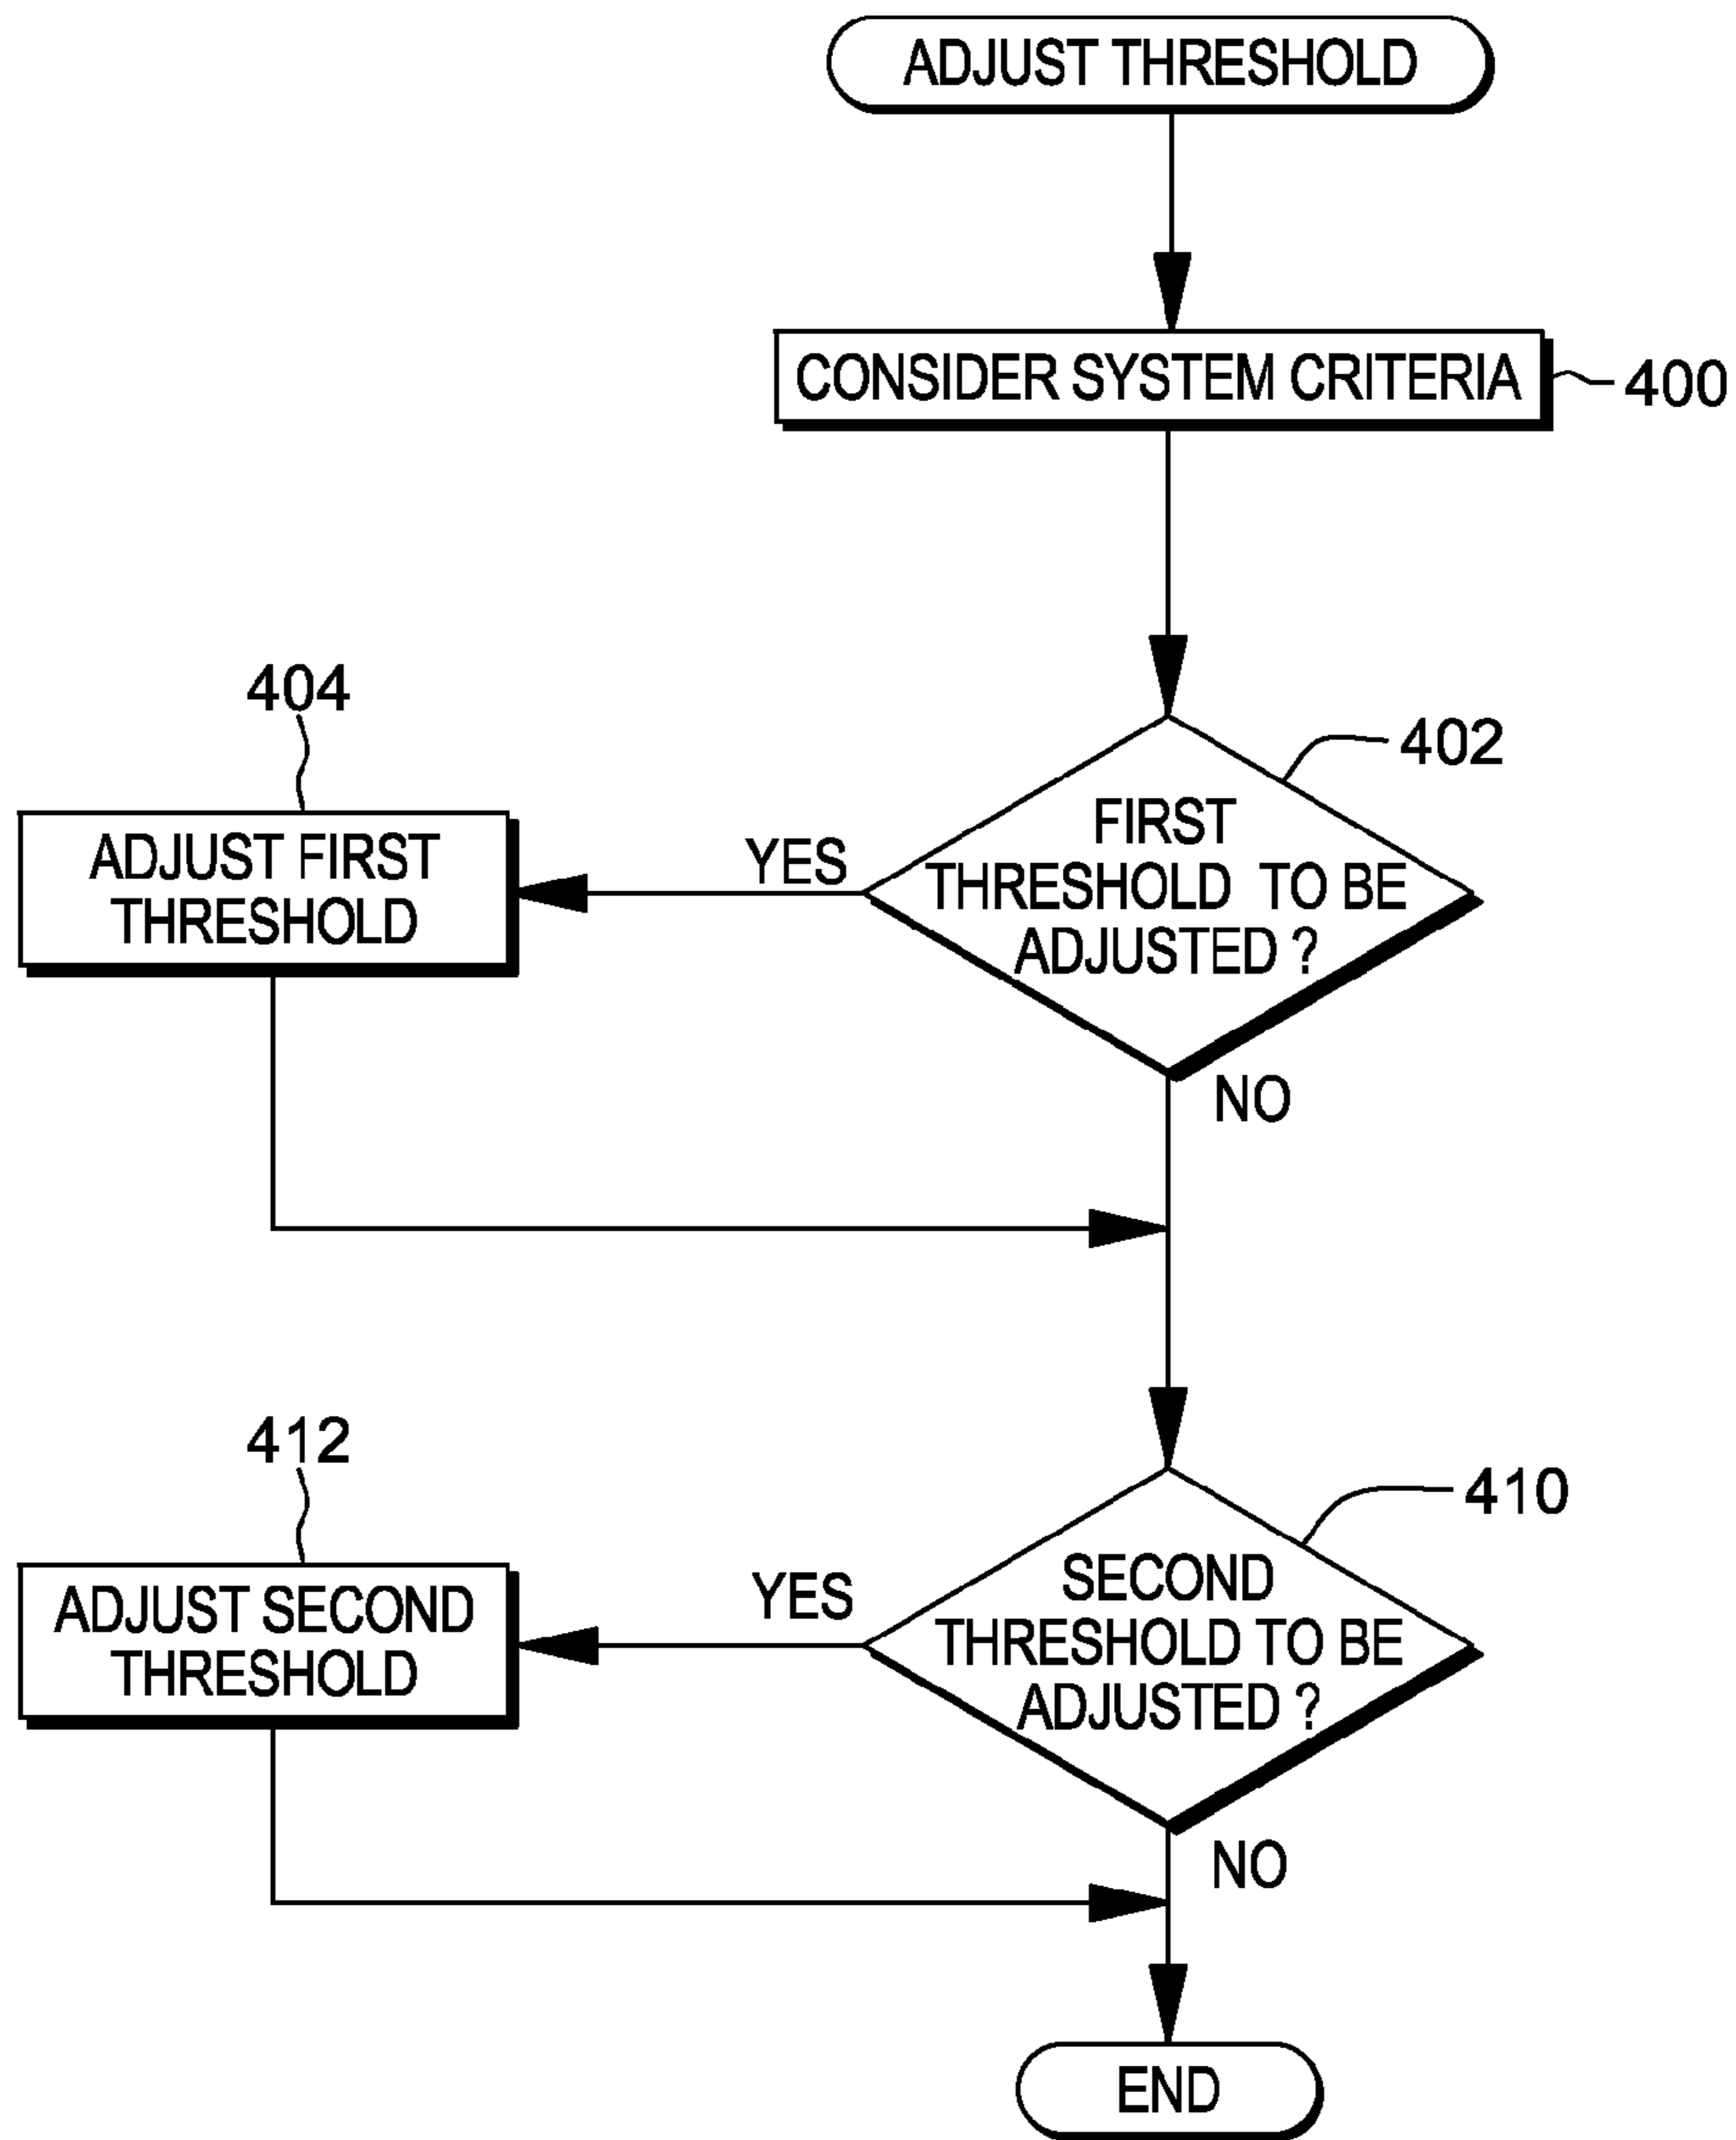 ADJUST THRESHOLD
CONSIDER SYSTEM CRITERIA
400
404
402
ADJUST FIRST
THRESHOLD
YES
FIRST
THRESHOLD TO BE
ADJUSTED ?
NO
412
410
ADJUST SECOND
THRESHOLD
YES
SECOND
THRESHOLD TO BE
ADJUSTED ?
NO
END